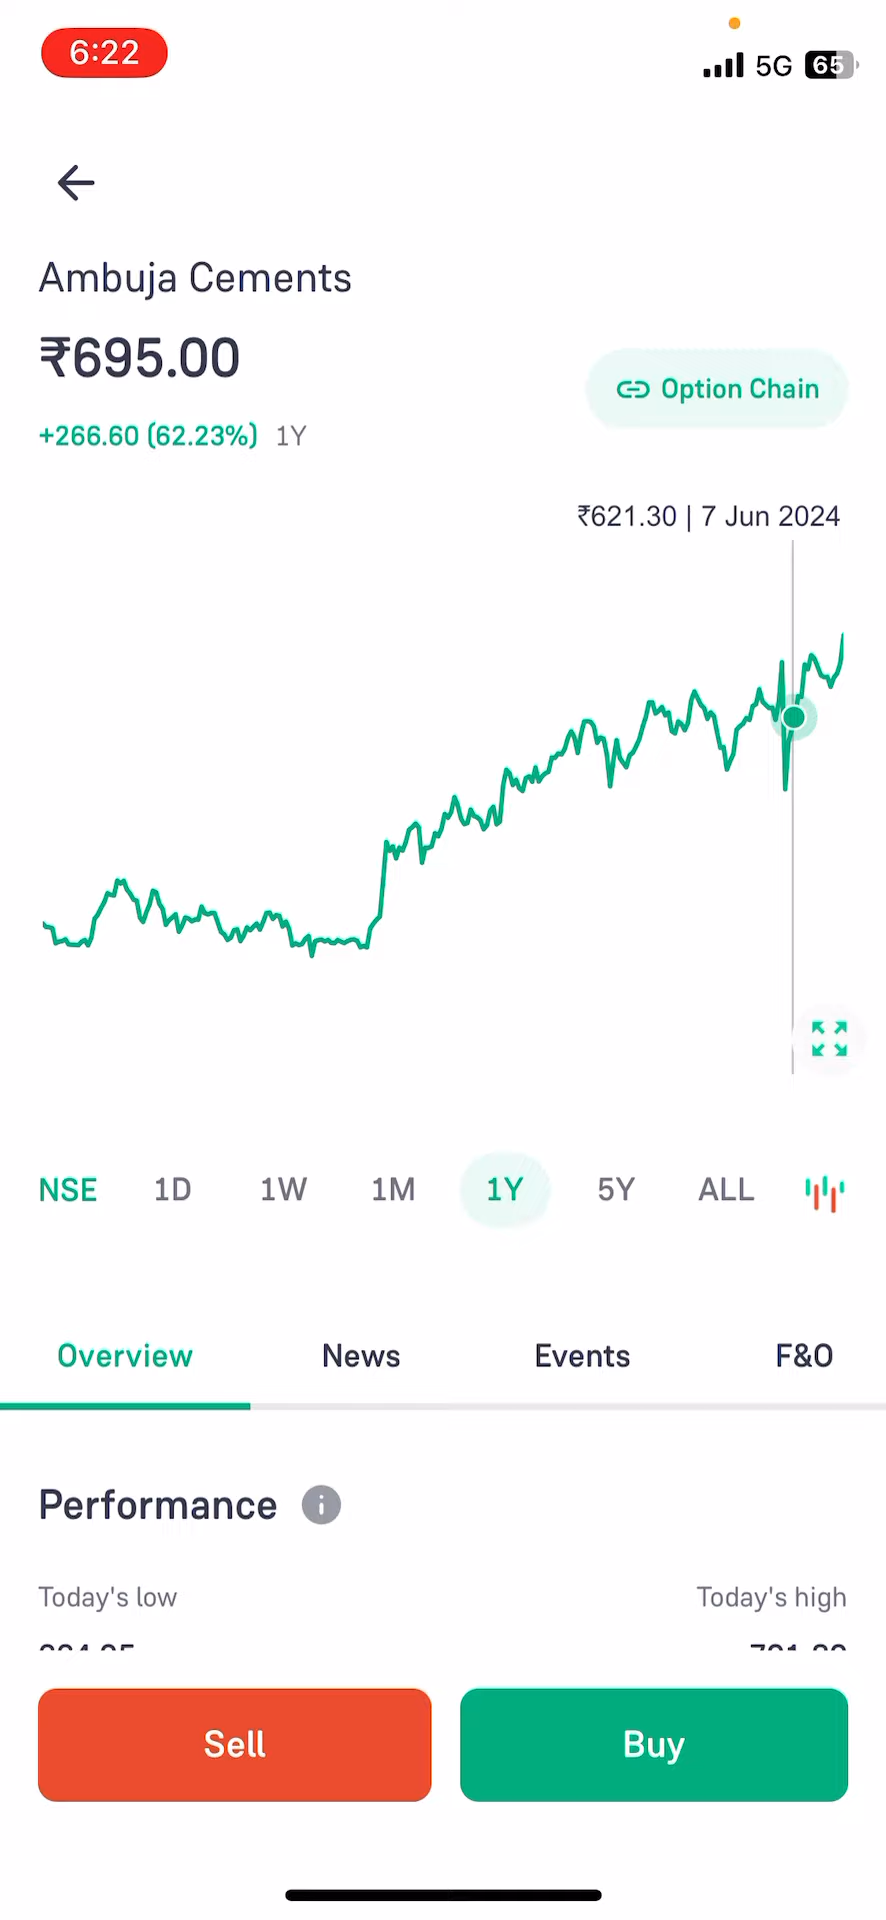 6:22
5G 65
Ambuja Cements
₹695.00
Option Chain
+266.60 (62.23%) 1Y
₹621.30 | 7 Jun 2024
NSE 1D 1W 1M 1Y 5Y ALL
Overview News Events F&O
Performance
Today's low Today's high
Sell Buy